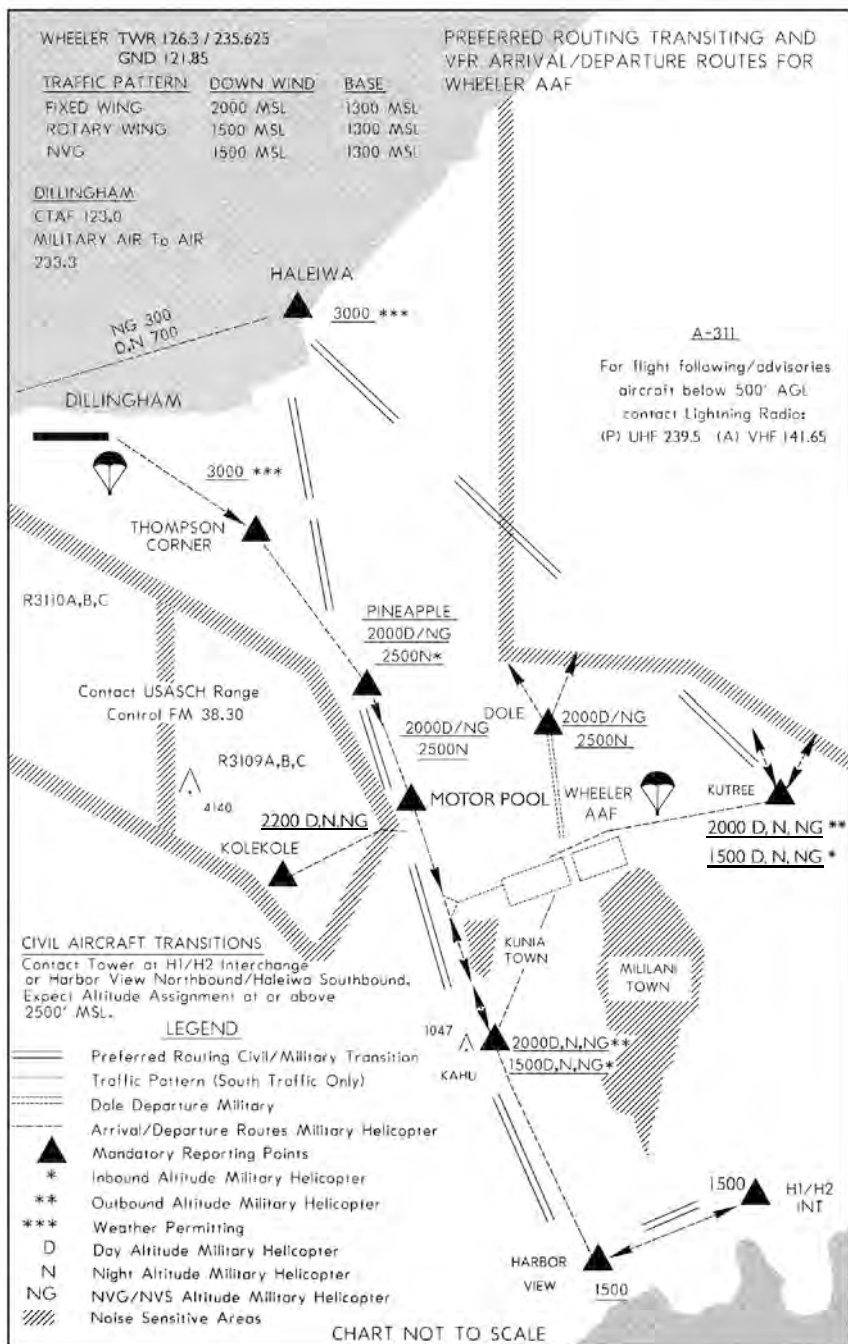 WHEELER TWR 126.3 / 235.625
GND 121.85
PREFERRED ROUTING TRANSITING AND
VFR ARRIVAL/DEPARTURE ROUTES FOR
WHEELER AAF
TRAFFIC PATTERN DOWN WIND BASE
FIXED WING 2000 MSL 1300 MSL
ROTARY WING 1500 MSL 1300 MSL
NVG 1500 MSL 1300 MSL
DILLINGHAM
CTAF 123.0
MILITARY AIR To AIR
233.3
HALEIWA
3000 ***
NG 300
D,N 700
A-311
For flight following/advisories
aircraft below 500' AGL
contact Lightning Radio:
(P) UHF 239.5 (A) VHF 141.65
DILLINGHAM
3000 ***
THOMPSON
CORNER
R3110A,B,C
PINEAPPLE
2000D/NG
2500N*
Contact USASCH Range
Control FM 38.30
2000D/NG
2500N
DOLE
2000D/NG
2500N
R3109A,B,C
4140
MOTOR POOL
WHEELER
AAF
KUTREE
2200 D,N,NG
2000 D, N, NG **
1500 D, N, NG *
KOLEKOLE
KUNIA
TOWN
MILILANI
TOWN
CIVIL AIRCRAFT TRANSITIONS
Contact Tower at H1/H2 Interchange
or Harbor View Northbound/Haleiwa Southbound.
Expect Altitude Assignment at or above
2500' MSL.
1047
KAHU
2000D,N,NG**
1500D,N,NG*
LEGEND
Preferred Routing Civil/Military Transition
Traffic Pattern (South Traffic Only)
Dale Departure Military
Arrival/Departure Routes Military Helicopter
Mandatory Reporting Points
* Inbound Altitude Military Helicopter
** Outbound Altitude Military Helicopter
*** Weather Permitting
D Day Altitude Military Helicopter
N Night Altitude Military Helicopter
NG NVG/NVS Altitude Military Helicopter
Noise Sensitive Areas
1500
H1/H2
INT
HARBOR
VIEW
1500
CHART NOT TO SCALE